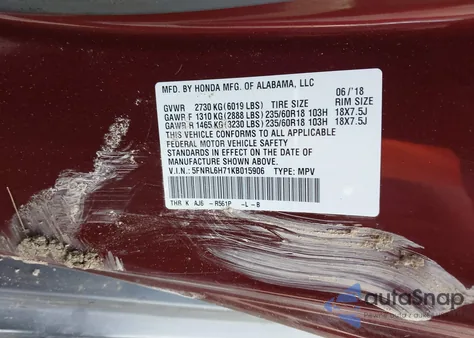 MFD. BY HONDA MFG. OF ALABAMA, LLC
06/'18
GVWR 2730 KG(6019 LBS) TIRE SIZE RIM SIZE
GAWR F 1310 KG(2888 LBS)235/60R18 103H 18X7.5J
GAWR R 1465 KG(3230 LBS)235/60R18 103H 18X7.5J
THIS VEHICLE CONFORMS TO ALL APPLICABLE
FEDERAL MOTOR VEHICLE SAFETY
STANDARDS IN EFFECT ON THE DATE OF
MANUFACTURE SHOWN ABOVE.
V.I.N.: 5FNRL6H71KB015906 TYPE: MPV
THR K AJ6 -R561P -L-B
autoSnap